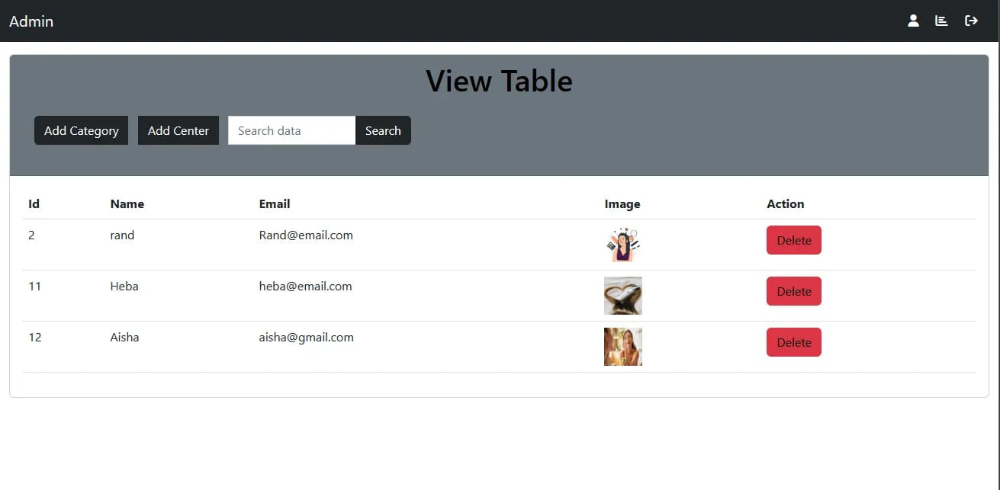 Admin
View Table
Add Category Add Center Search data Search
Id Name Email Image Action
2 rand Rand@email.com Delete
11 Heba heba@email.com Delete
12 Aisha aisha@gmail.com Delete